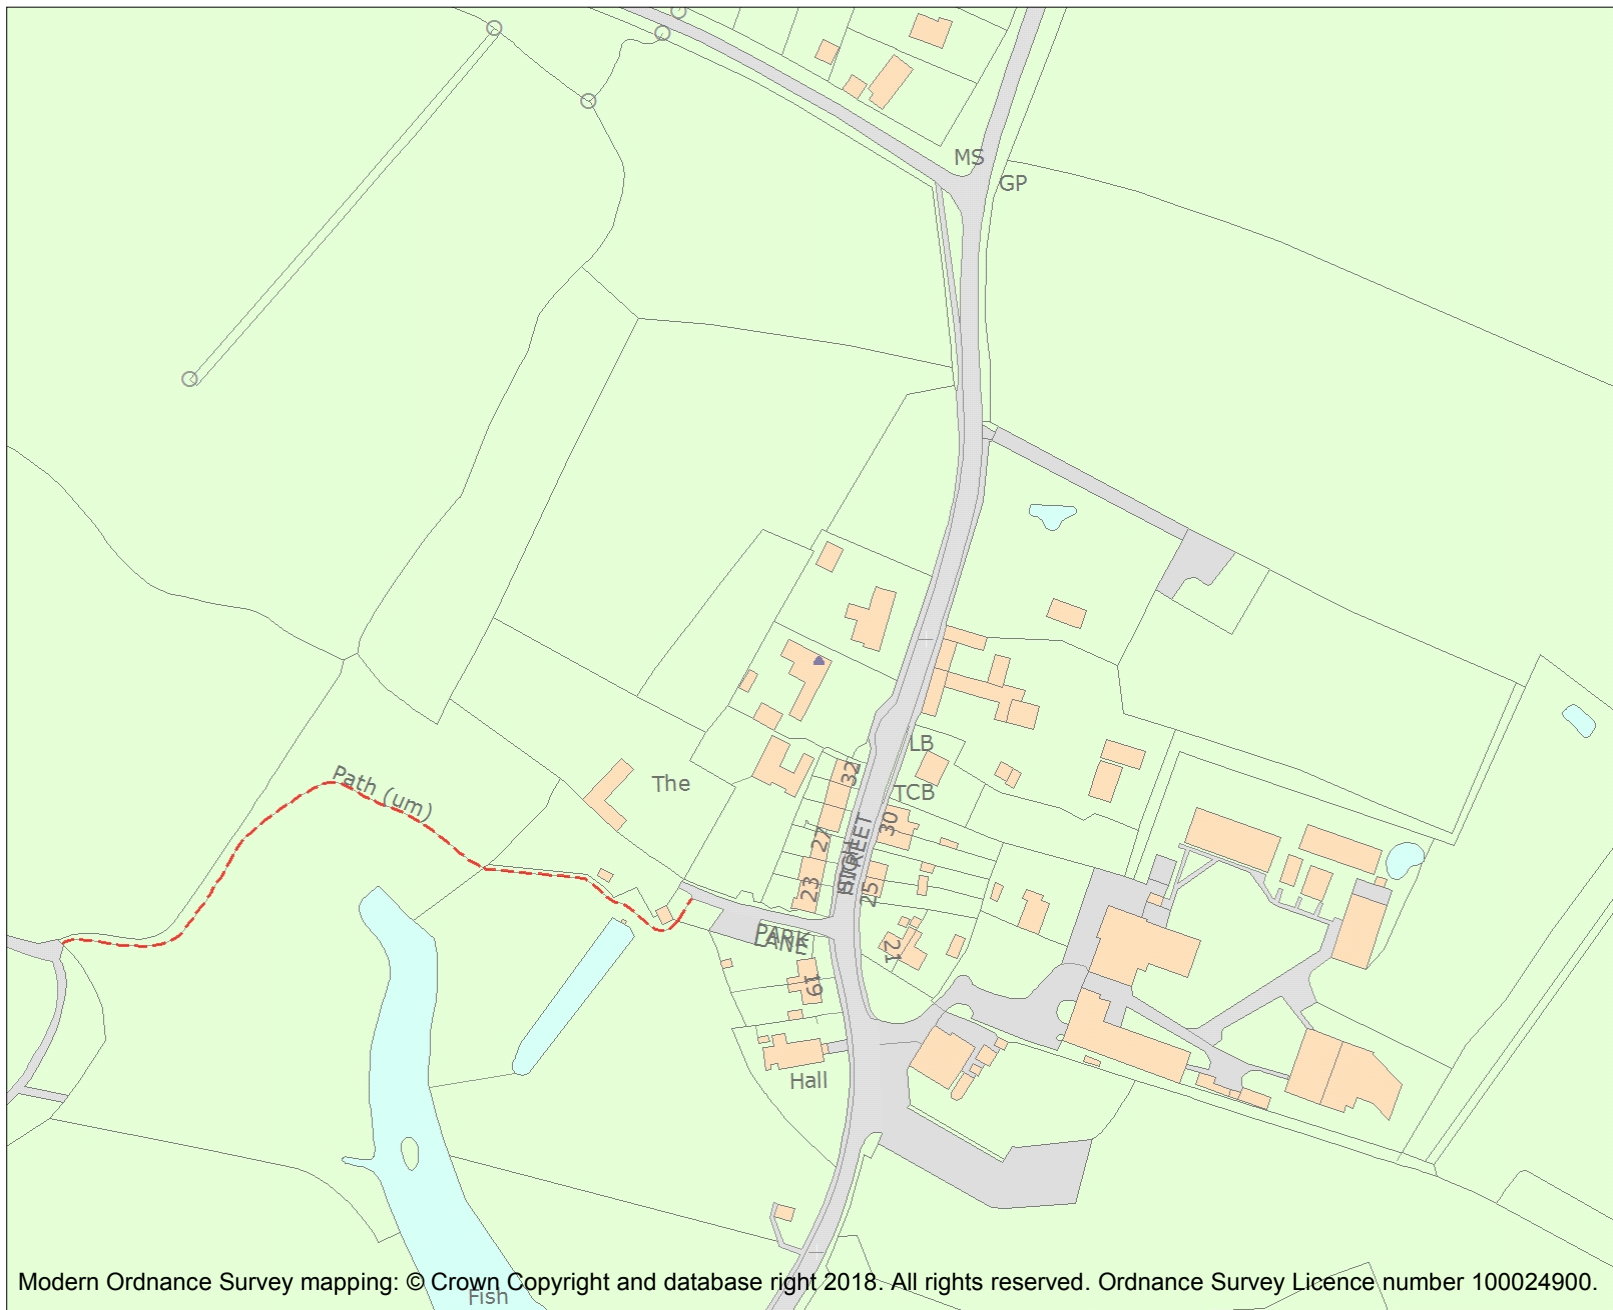 MS
GP
LB
The
32
TCB
Path (um)
30
27
STREET
23
25
PARK
LANE
21
19
Hall
Modern Ordnance Survey mapping: © Crown Copyright and database right 2018. All rights reserved. Ordnance Survey Licence number 100024900.
Fish